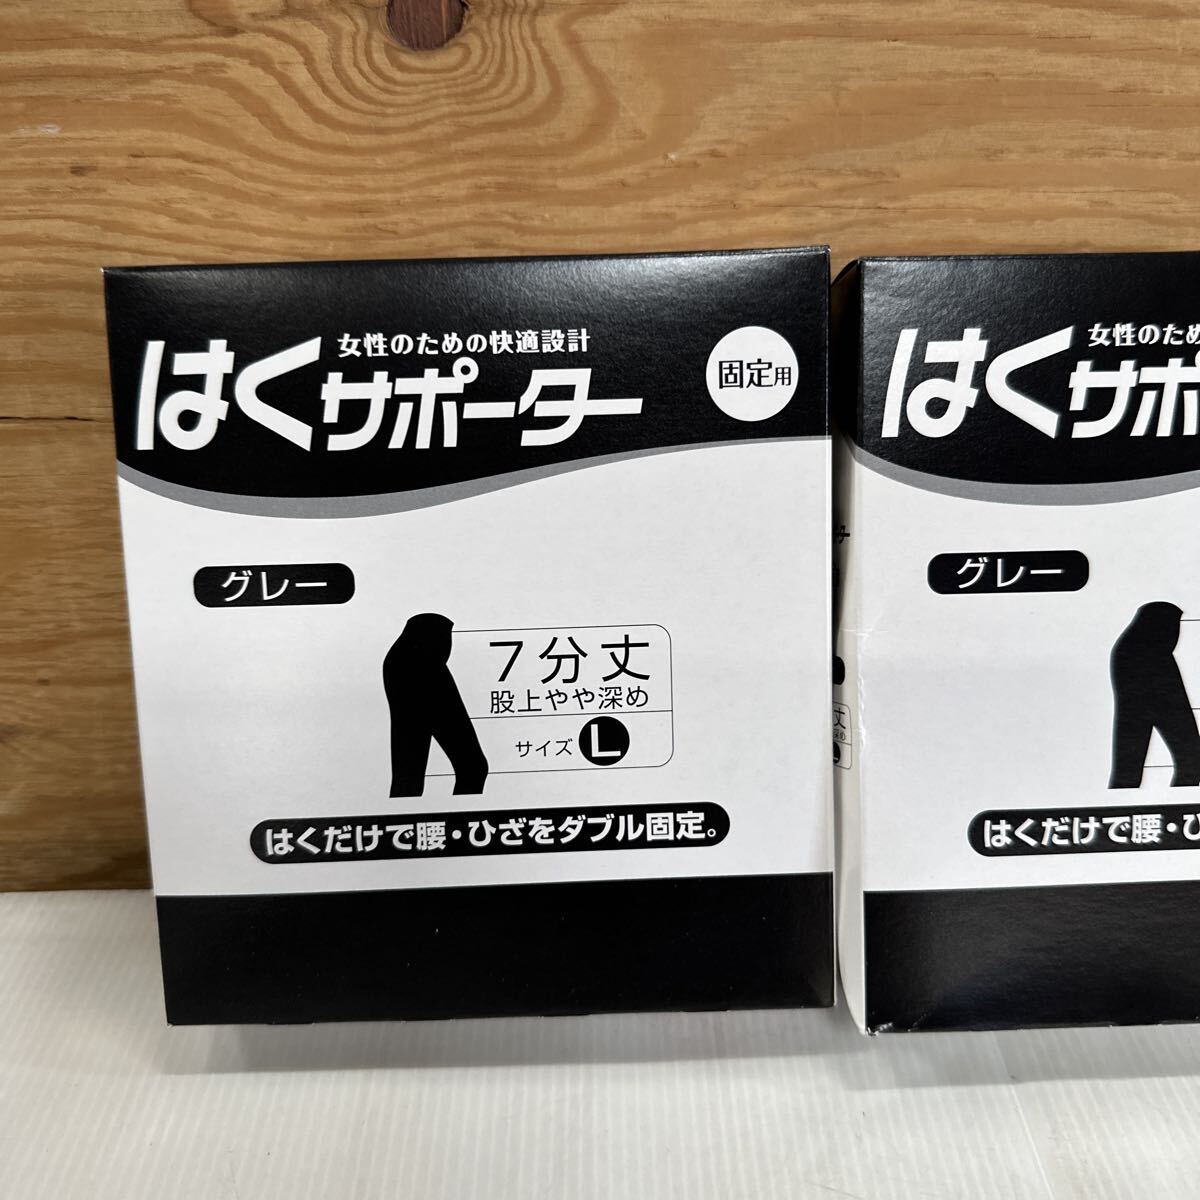 女性のための快適設計
はくサポーター
固定用
グレー
7分丈
股上やや深め
サイズ L
はくだけで腰・ひざをダブル固定。
丈
深め
L
女性のため
はくサポ
グレー
はくだけで腰・ひ